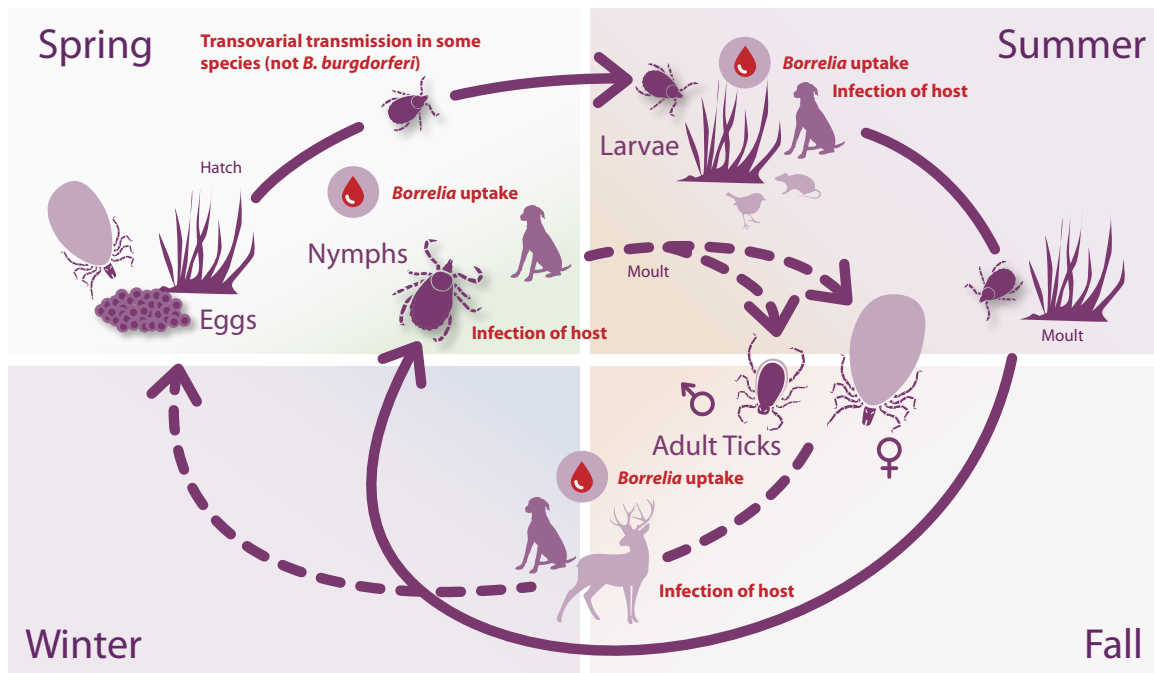 Spring
Transovarial transmission in some
species (not B. burgdorferi)
Summer
Borrelia uptake
Infection of host
Larvae
Hatch
Borrelia uptake
Nymphs
Moult
Eggs
Infection of host
Moult
♂
Adult Ticks
♀
Borrelia uptake
Infection of host
Winter
Fall